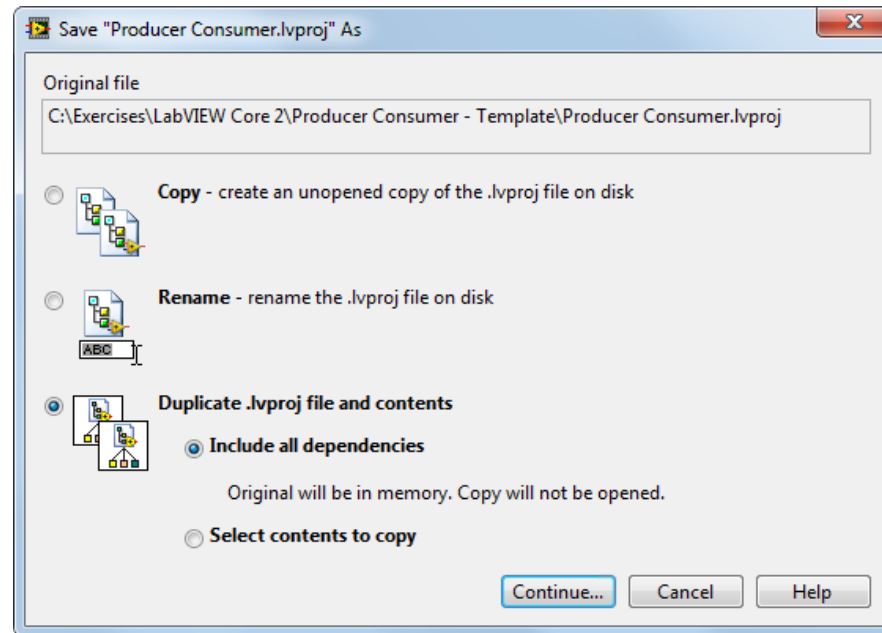 Save "Producer Consumer.lvproj" As
Original file
C:\Exercises\LabVIEW Core 2\Producer Consumer - Template\Producer Consumer.lvproj
Copy - create an unopened copy of the .lvproj file on disk
Rename - rename the .lvproj file on disk
ABC
Duplicate .lvproj file and contents
Include all dependencies
Original will be in memory. Copy will not be opened.
Select contents to copy
Continue... Cancel Help